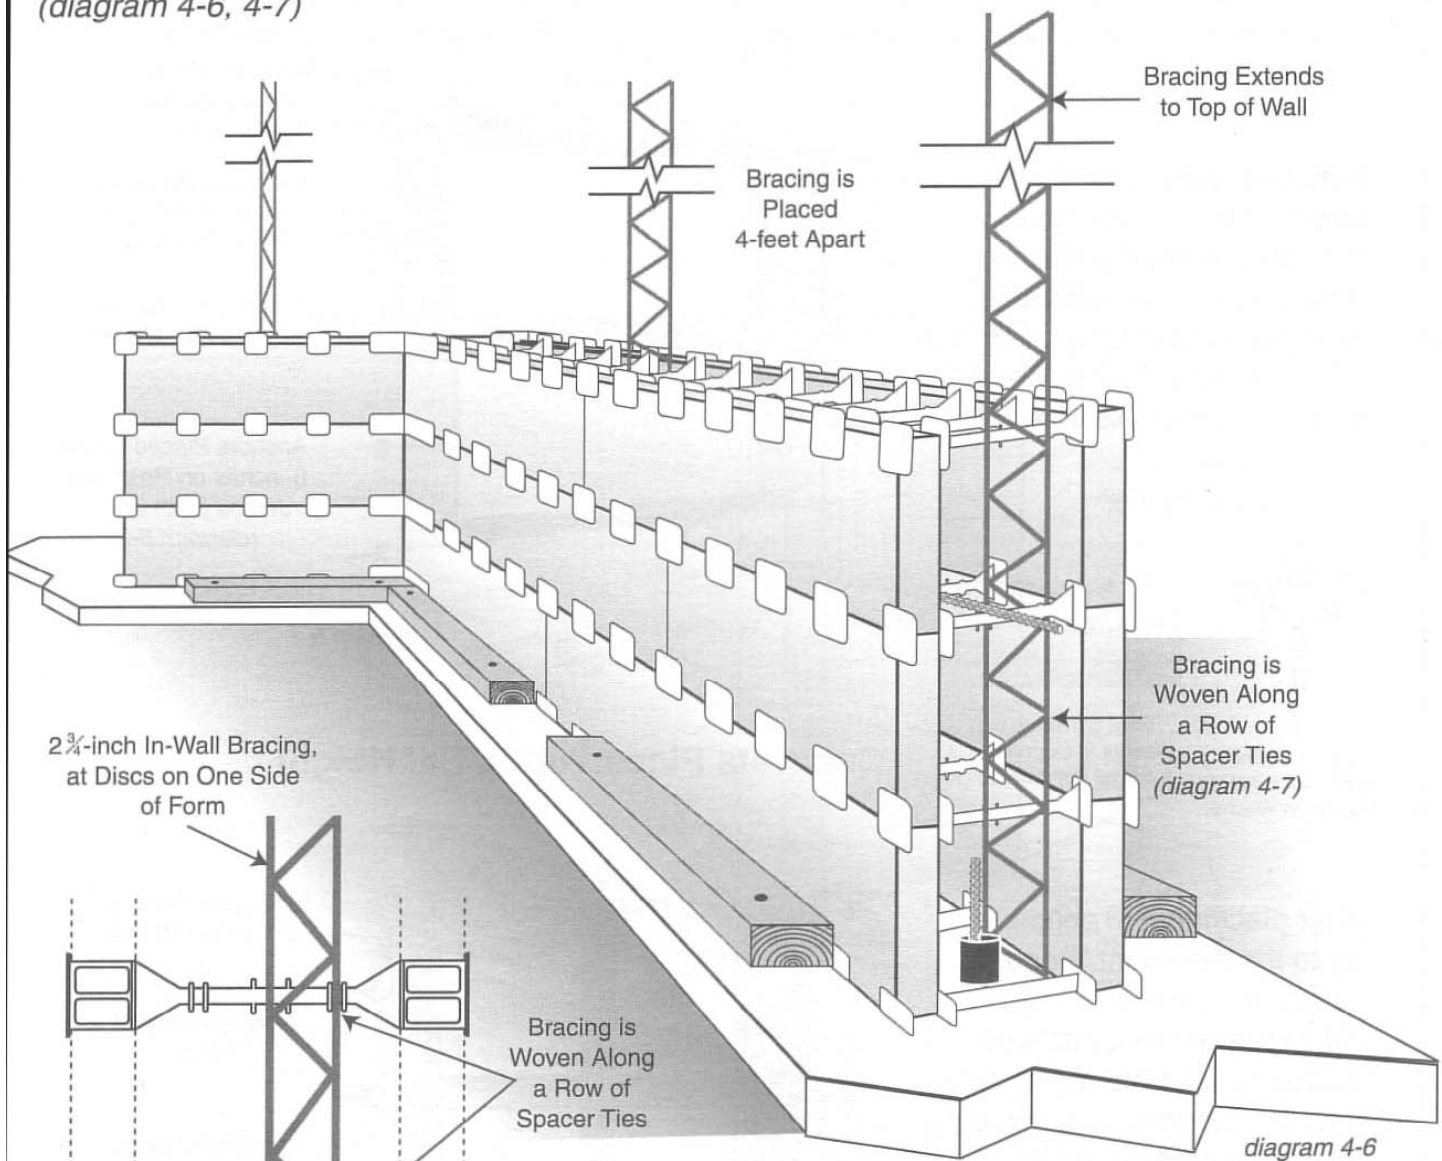 (diagram 4-6, 4-7)
Bracing Extends
to Top of Wall
Bracing is
Placed
4-feet Apart
Bracing is
Woven Along
a Row of
Spacer Ties
(diagram 4-7)
2¾-inch In-Wall Bracing,
at Discs on One Side
of Form
Bracing is
Woven Along
a Row of
Spacer Ties
diagram 4-6